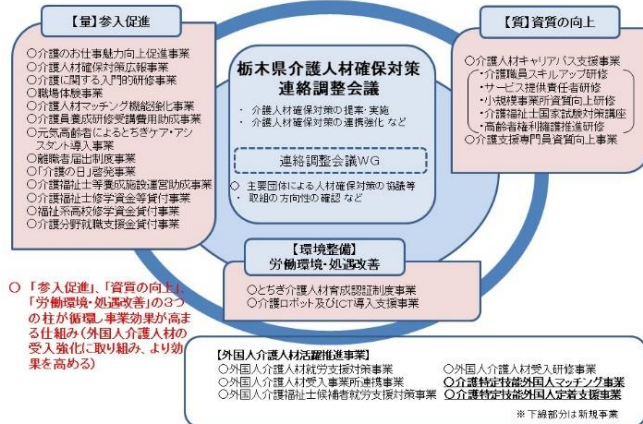 【量】参入促進
○介護のお仕事魅力向上促進事業
○介護人材確保対策広報事業
○介護に関する入門的研修事業
○職場体験事業
○介護人材マッチング機能強化事業
○介護員養成研修受講費用助成事業
○元気高齢者によるとちぎケア・アシ
スタント導入事業
○離職者届出制度事業
○「介護の日」啓発事業
○介護福祉士等養成施設運営助成事業
○介護福祉士修学資金等貸付事業
○福祉系高校修学資金貸付事業
○介護分野就職支援金貸付事業
栃木県介護人材確保対策
連絡調整会議
・ 介護人材確保対策の提案・実施
・ 介護人材確保対策の連携強化 など
連絡調整会議WG
○ 主要団体による人材確保対策の協議等
・ 取組の方向性の確認 など
【質】資質の向上
○介護人材キャリアパス支援事業
・介護職員スキルアップ研修
・サービス提供責任者研修
・小規模事業所資質向上研修
・介護福祉士国家試験対策講座
・高齢者権利擁護推進研修
○介護支援専門員資質向上事業
【環境整備】
労働環境・処遇改善
○とちぎ介護人材育成認証制度事業
○介護ロボット及びICT導入支援事業
○ 「参入促進」、「資質の向上」、
「労働環境・処遇改善」の3つ
の柱が循環し事業効果が高
まる仕組み(外国人介護人材の
受入強化に取り組み、より効
果を高める)
【外国人介護人材活躍推進事業】
○外国人介護人材就労支援対策事業
○外国人介護人材受入事業所連携事業
○外国人介護福祉士候補者就労支援対策事業
○外国人介護人材受入研修事業
○介護特定技能外国人マッチング事業
○介護特定技能外国人定着支援事業
※下線部分は新規事業